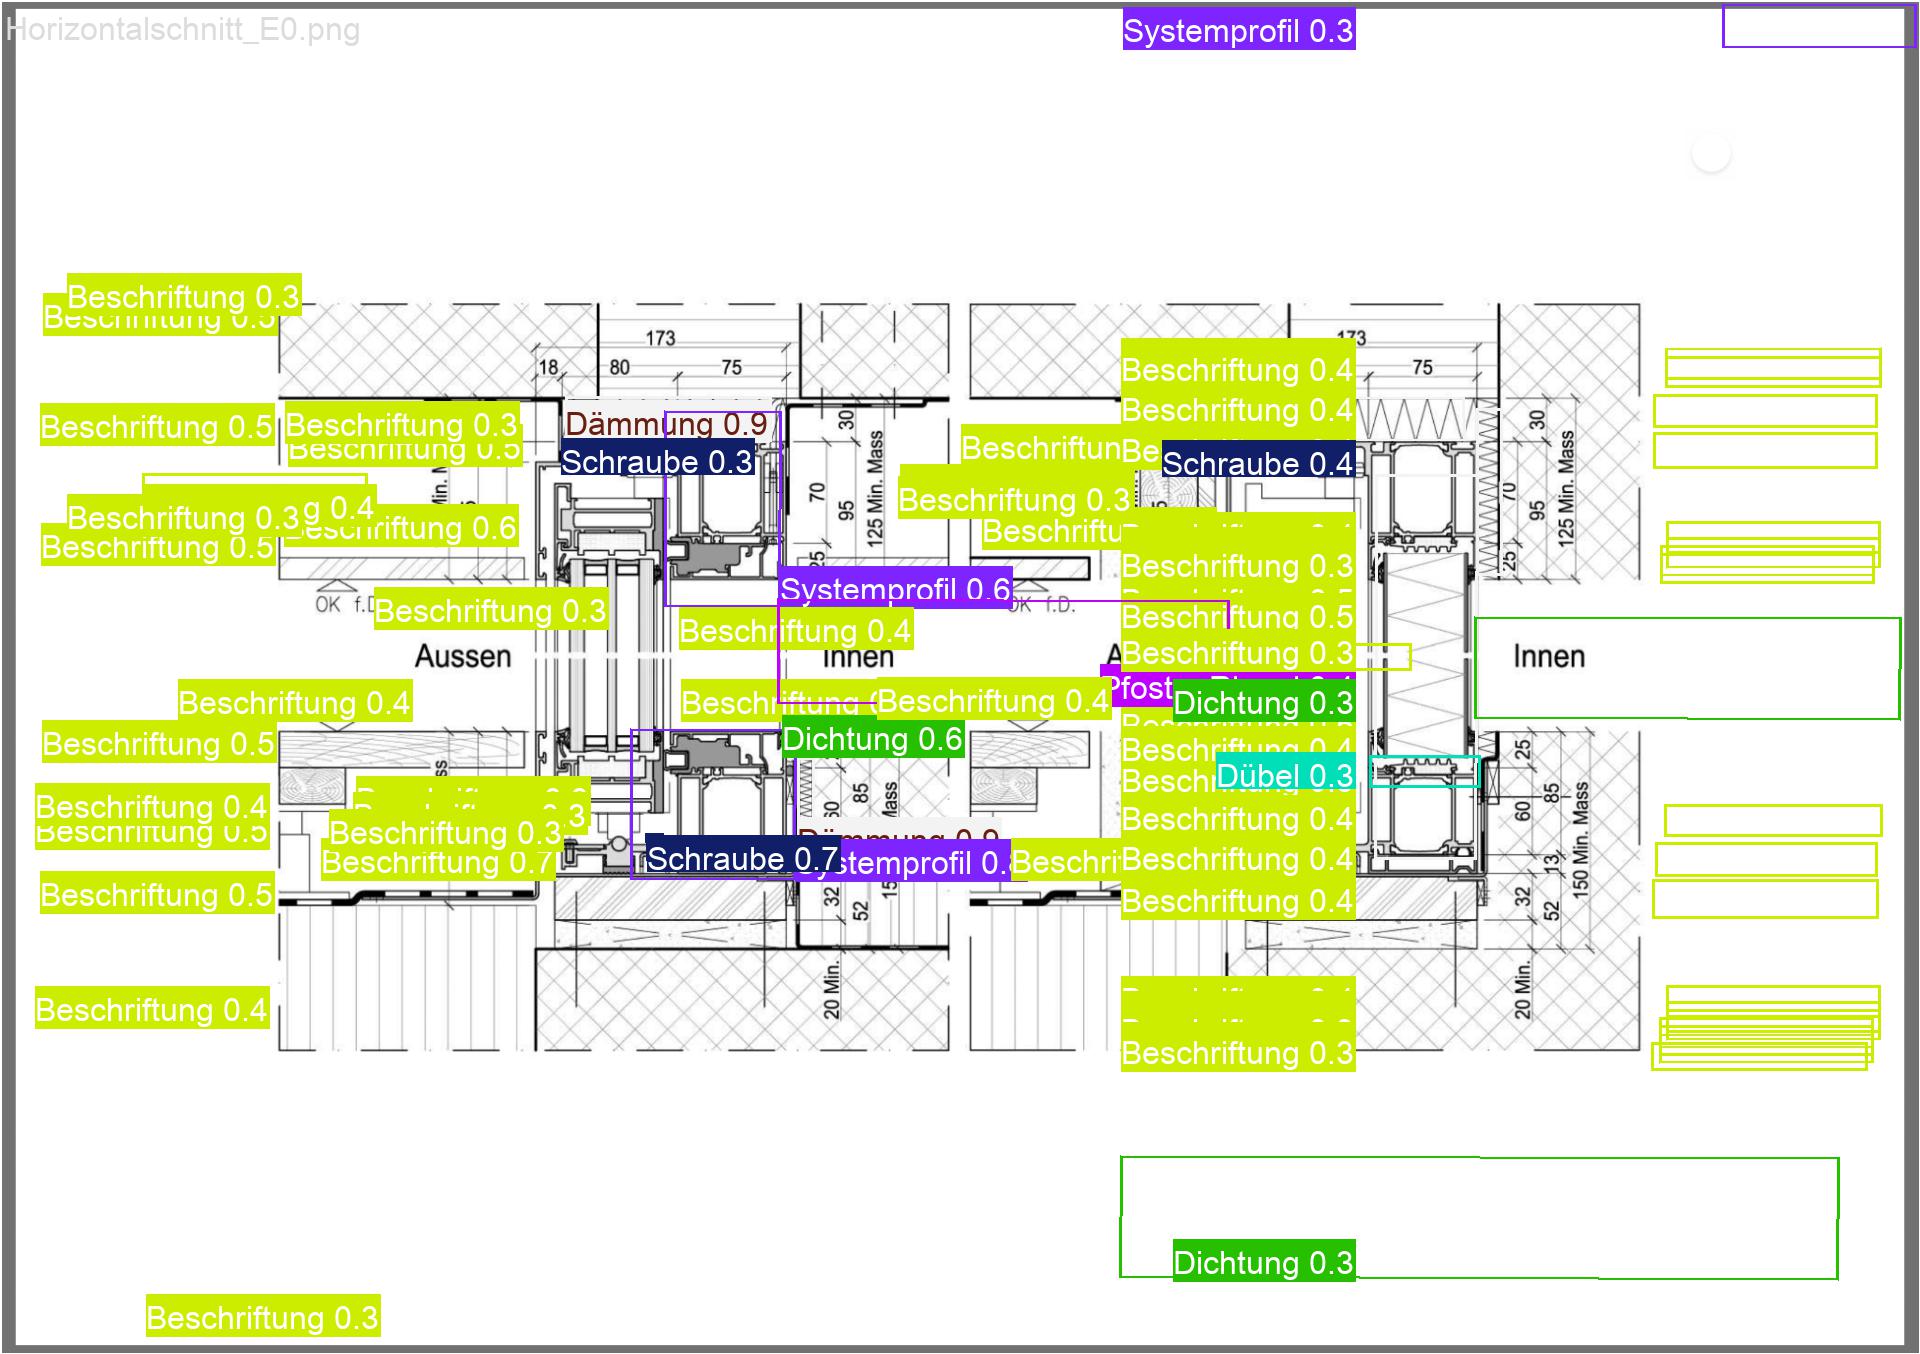 Horizontalschnitt_E0.png
Systemprofil 0.3
Beschriftung 0.3
Beschriftung 0.5
173
18
80
75
173
75
Beschriftung 0.4
Beschriftung 0.4
Beschriftung 0.5
Beschriftung 0.3
Beschriftung 0.5
Dämmung 0.9
Schraube 0.3
30
70
95
125 Min. Mass
25
Beschriftun
Be
Schraube 0.4
30
70
95
125 Min. Mass
25
Beschriftung 0.3
g 0.4
Beschriftung 0.6
Beschriftung 0.5
Beschriftung 0.3
Beschriftu
Beschriftung 0.3
OK f.D
Beschriftung 0.3
Systemprofil 0.6
OK f.D.
Beschriftung 0.5
Beschriftung 0.4
Aussen
Innen
A
Beschriftung 0.3
Innen
Beschriftung 0.4
Beschriftung
Beschriftung 0.4
Pfost
Dichtung 0.3
Beschriftung 0.5
Dichtung 0.6
Beschriftung 0.4
Dübel 0.3
25
60
85
60
85
150 Min. Mass
13
Beschriftung 0.4
Beschriftung 0.5
Beschriftung 0.3
Beschriftung 0.7
Dämmung 0.9
Schraube 0.7
stemprofil 0.
Beschri
Beschriftung 0.4
Beschriftung 0.4
Beschriftung 0.5
32
52
Beschriftung 0.4
32
52
Beschriftung 0.4
20 Min.
20 Min.
Beschriftung 0.3
Dichtung 0.3
Beschriftung 0.3